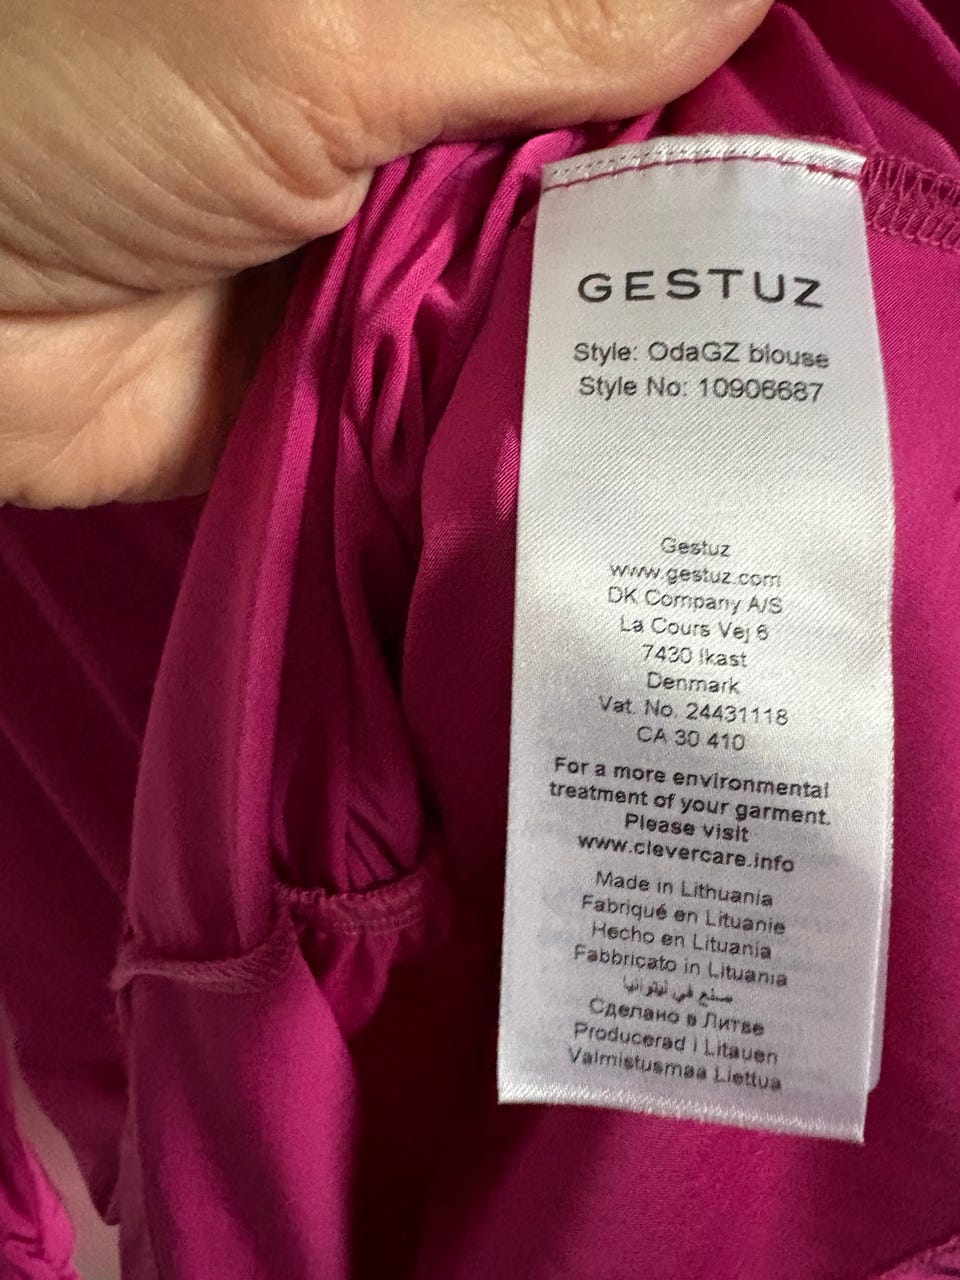 GESTUZ
Style: OdaGZ blouse
Style No: 10906687
Gestuz
www.gestuz.com
DK Company A/S
La Cours Vej 6
7430 Ikast
Denmark
Vat. No. 24431118
CA 30 410
For a more environmental
treatment of your garment.
Please visit
www.clevercare.info
Made in Lithuania
Fabriqué en Lituanie
Hecho en Lituania
Fabbricato in Lituania
صنع في ليتوانيا
Сделано в Литве
Producerad i Litauen
Valmistusmaa Liettua